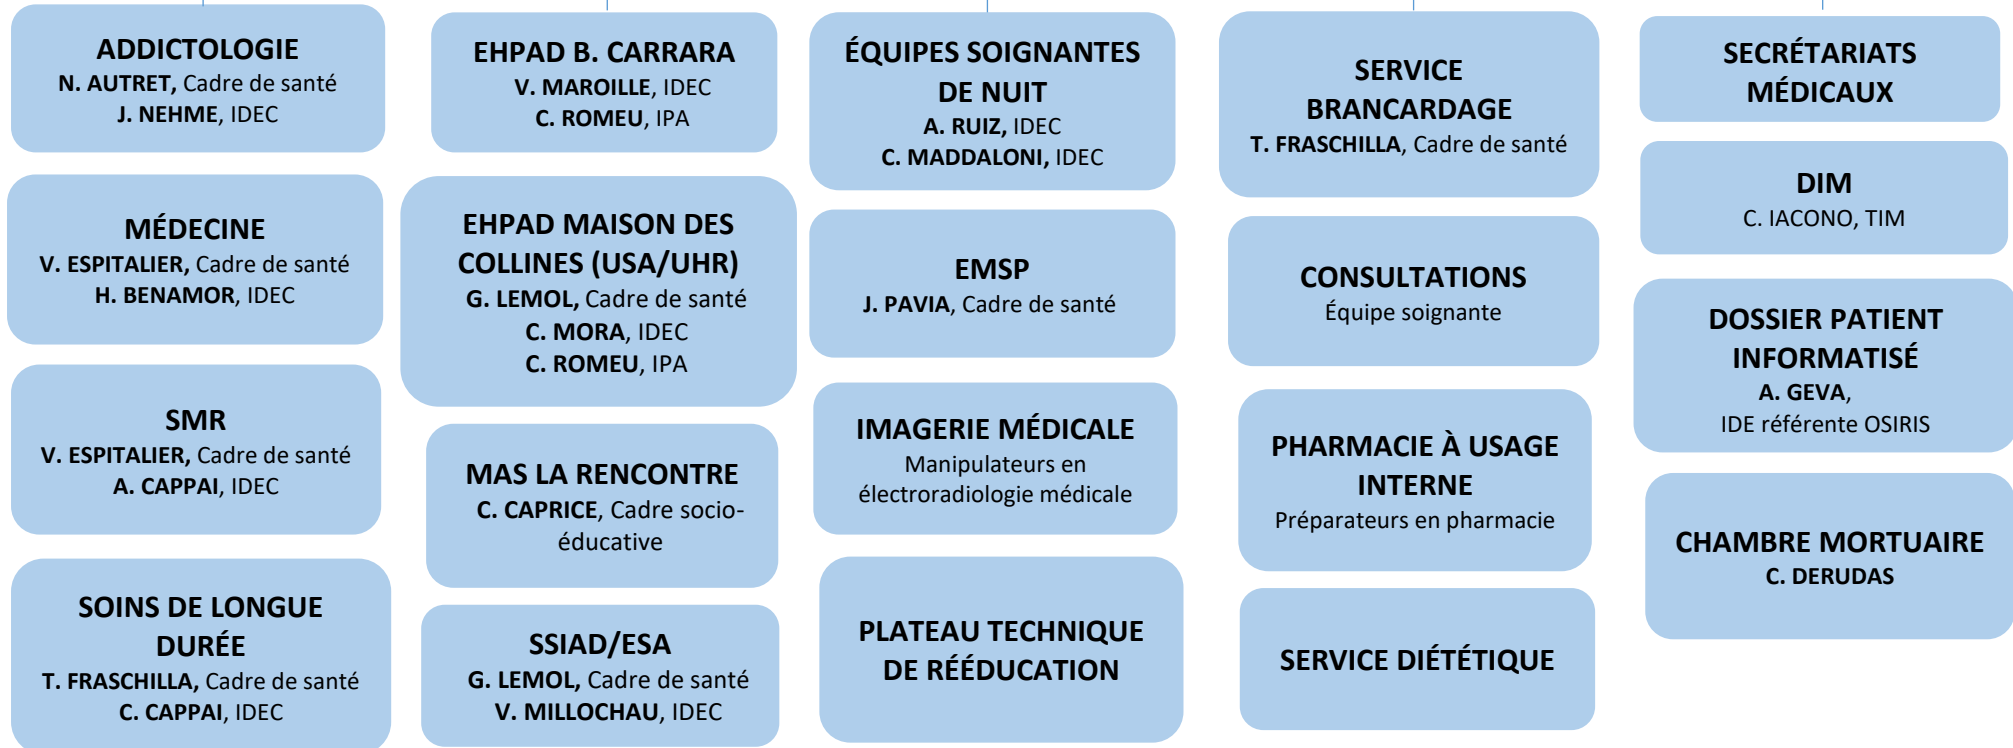 ADDICTOLOGIE
N. AUTRET, Cadre de santé
J. NEHME, IDEC
MÉDECINE
V. ESPITALIER, Cadre de santé
H. BENAMOR, IDEC
SMR
V. ESPITALIER, Cadre de santé
A. CAPPAI, IDEC
SOINS DE LONGUE
DURÉE
T. FRASCHILLA, Cadre de santé
C. CAPPAI, IDEC
EHPAD B. CARRARA
V. MAROILLE, IDEC
C. ROMEU, IPA
EHPAD MAISON DES
COLLINES (USA/UHR)
G. LEMOL, Cadre de santé
C. MORA, IDEC
C. ROMEU, IPA
MAS LA RENCONTRE
C. CAPRICE, Cadre socio-
éducative
SSIAD/ESA
G. LEMOL, Cadre de santé
V. MILLOCHAU, IDEC
ÉQUIPES SOIGNANTES
DE NUIT
A. RUIZ, IDEC
C. MADDALONI, IDEC
EMSP
J. PAVIA, Cadre de santé
IMAGERIE MÉDICALE
Manipulateurs en
électroradiologie médicale
PLATEAU TECHNIQUE
DE RÉÉDUCATION
SERVICE
BRANCARDAGE
T. FRASCHILLA, Cadre de santé
CONSULTATIONS
Équipe soignante
PHARMACIE À USAGE
INTERNE
Préparateurs en pharmacie
SERVICE DIÉTÉTIQUE
SECRÉTARIATS
MÉDICAUX
DIM
C. IACONO, TIM
DOSSIER PATIENT
INFORMATISÉ
A. GEVA,
IDE référente OSIRIS
CHAMBRE MORTUAIRE
C. DERUDAS